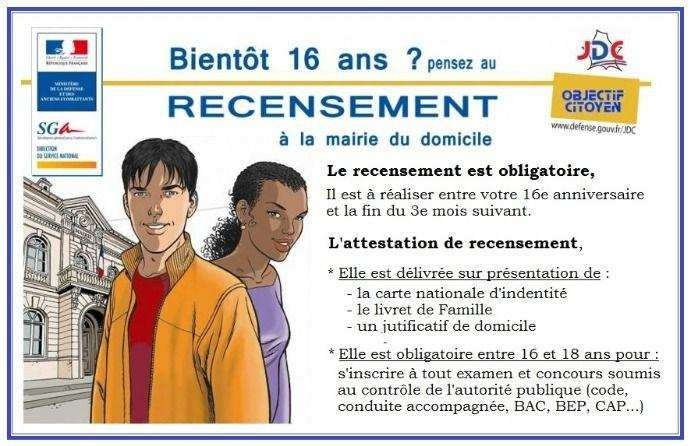 Bientôt 16 ans ? pensez au
RECENSEMENT
à la mairie du domicile
RÉPUBLIQUE FRANÇAISE
MINISTÈRE
DE LA DÉFENSE
ET DES
ANCIENS COMBATTANTS
SGA
DIRECTION
DU SERVICE NATIONAL
JDC
OBJECTIF
CITOYEN
www.defense.gouv.fr/JDC
Le recensement est obligatoire,
Il est à réaliser entre votre 16e anniversaire
et la fin du 3e mois suivant.
L'attestation de recensement,
* Elle est délivrée sur présentation de :
- la carte nationale d'indentité
- le livret de Famille
- un jutificatif de domicile
-
* Elle est obligatoire entre 16 et 18 ans pour :
s'inscrire à tout examen et concours soumis
au contrôle de l'autorité publique (code,
conduite accompagnée, BAC, BEP, CAP...)